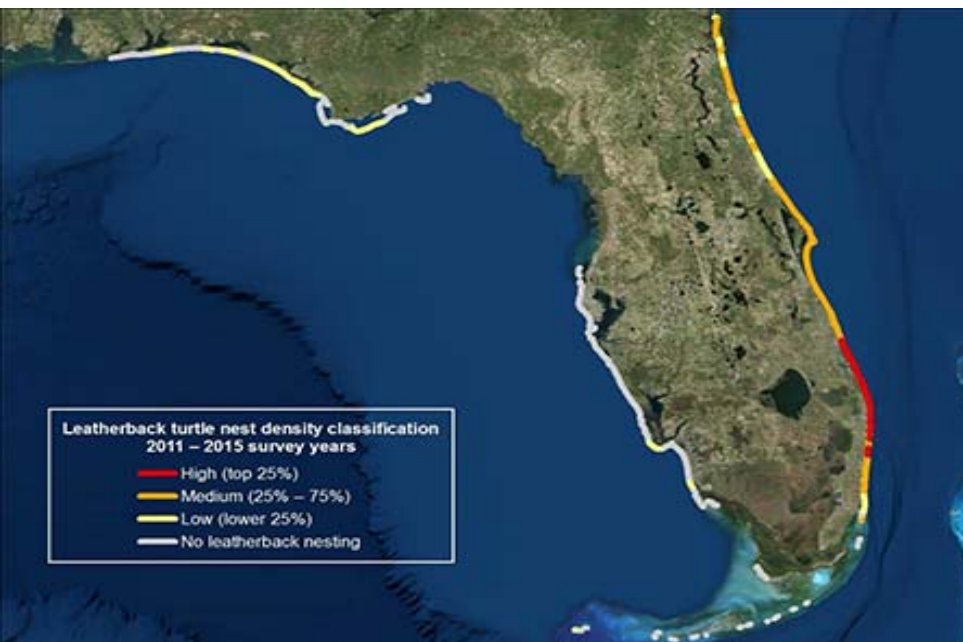 Leatherback turtle nest density classification
2011 – 2015 survey years
High (top 25%)
Medium (25% – 75%)
Low (lower 25%)
No leatherback nesting